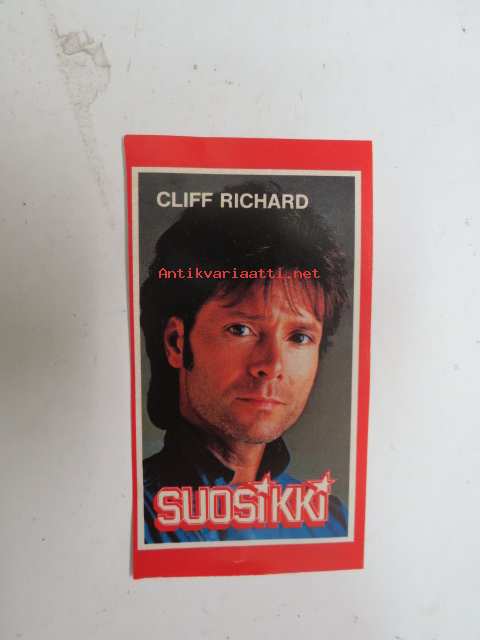 CLIFF RICHARD
Antikvariaatti.net
SUOSiKKi